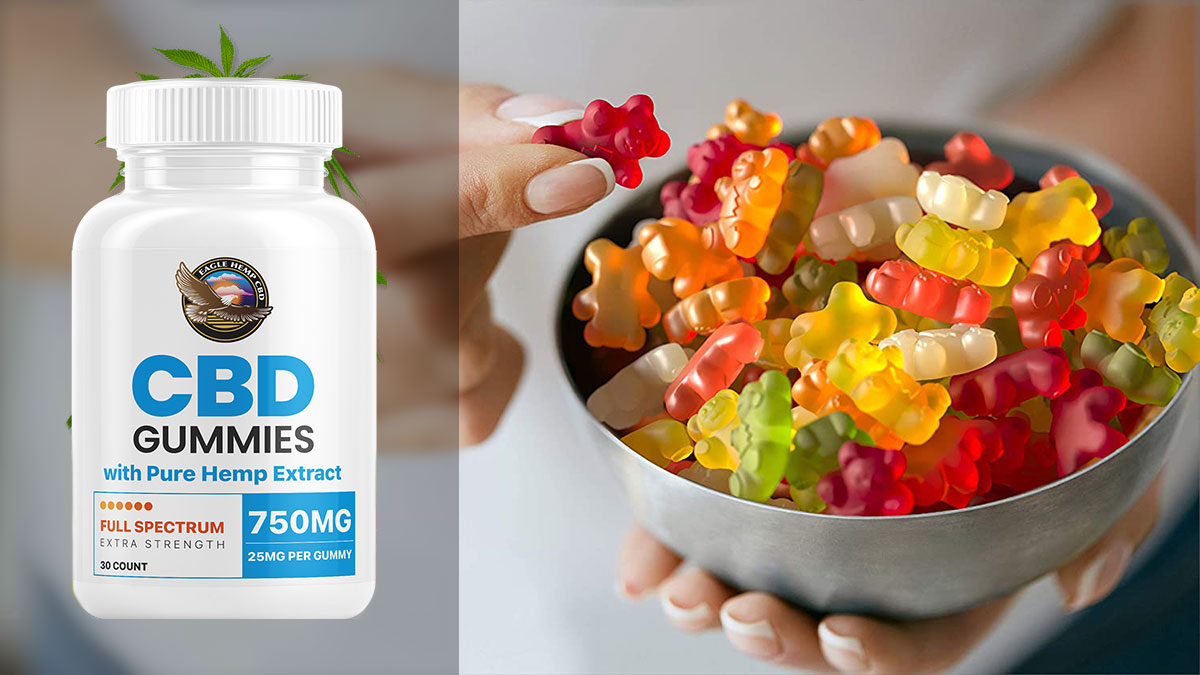 EAGLE HEMP CBD
CBD
GUMMIES
with Pure Hemp Extract
FULL SPECTRUM
EXTRA STRENGTH
30 COUNT
750MG
25MG PER GUMMY